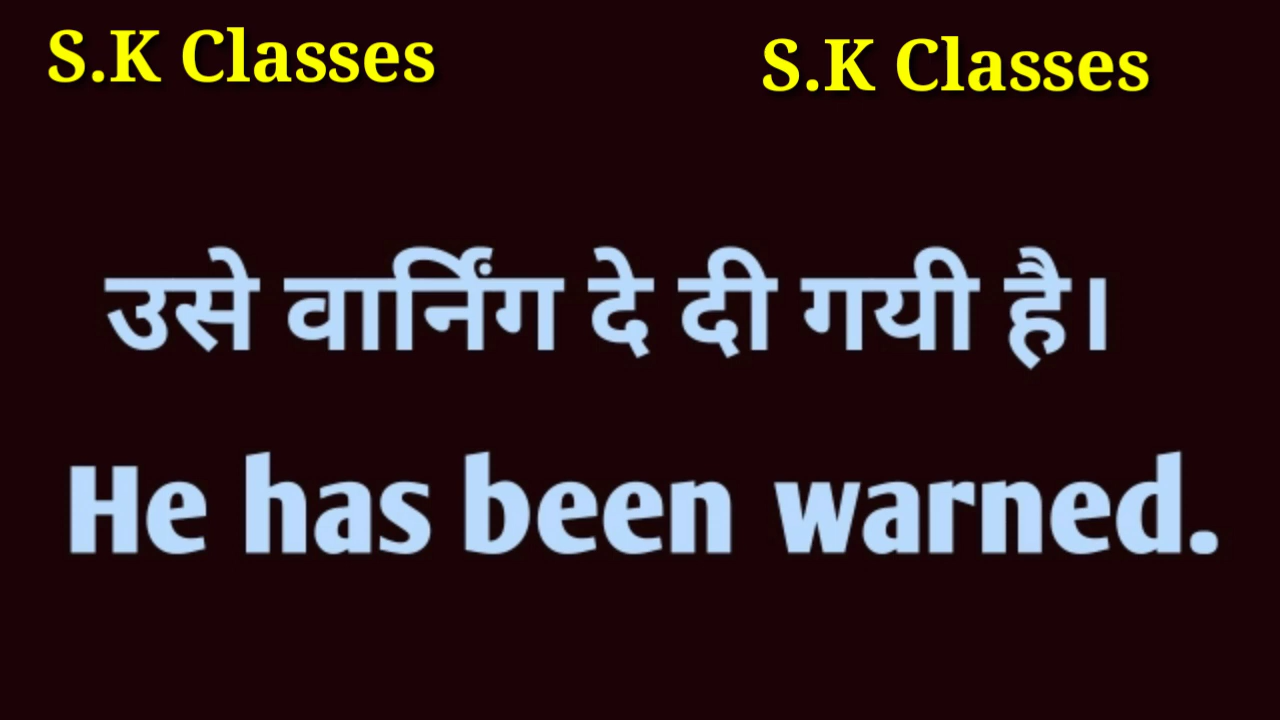 S.K Classes
S.K Classes
उसे वार्निंग दे दी गयी है।
He has been warned.